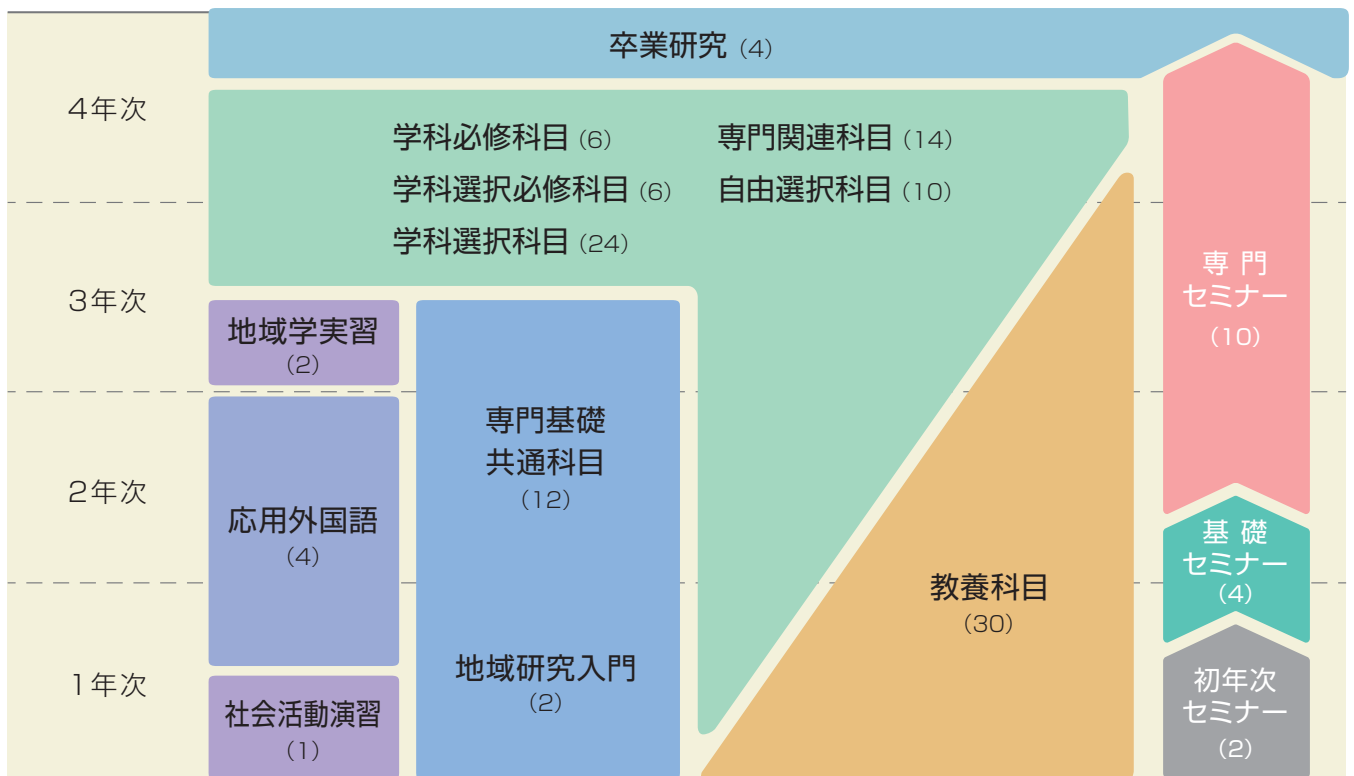 卒業研究 (4)
4年次
学科必修科目 (6)
専門関連科目 (14)
学科選択必修科目 (6)
自由選択科目 (10)
学科選択科目 (24)
3年次
専門
セミナー
(10)
地域学実習
(2)
専門基礎
共通科目
(12)
2年次
応用外国語
(4)
基礎
セミナー
(4)
教養科目
(30)
1年次
地域研究入門
(2)
社会活動演習
(1)
初年次
セミナー
(2)